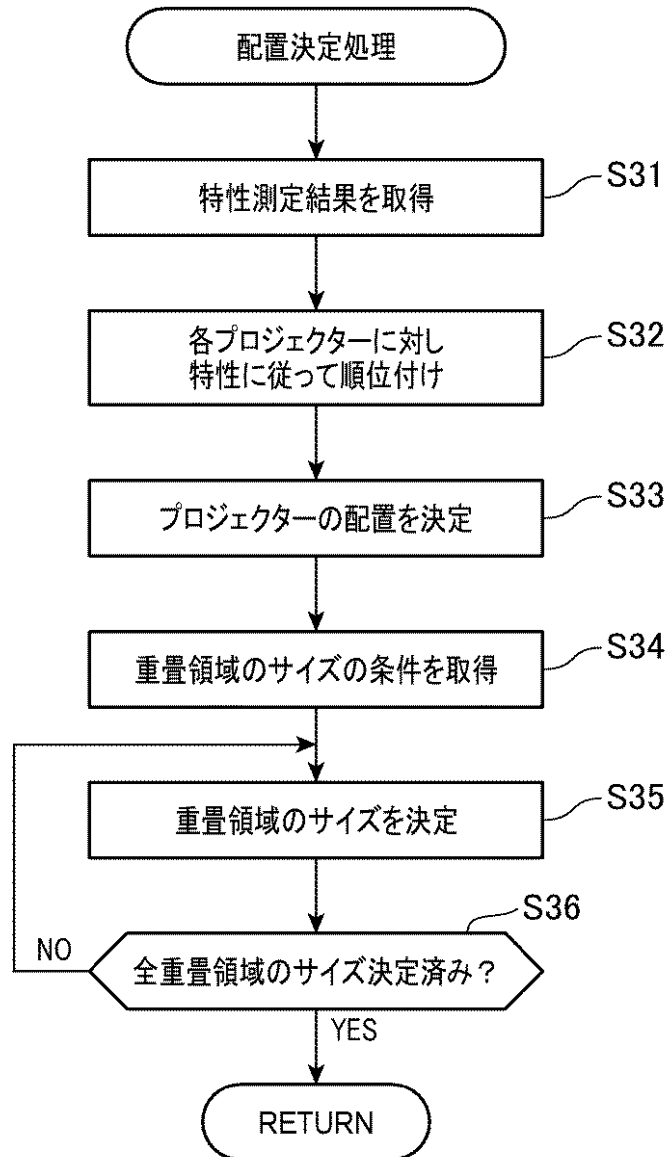 配置決定処理
特性測定結果を取得
S31
各プロジェクターに対し
特性に従って順位付け
S32
プロジェクターの配置を決定
S33
重畳領域のサイズの条件を取得
S34
重畳領域のサイズを決定
S35
全重畳領域のサイズ決定済み？
S36
NO
YES
RETURN